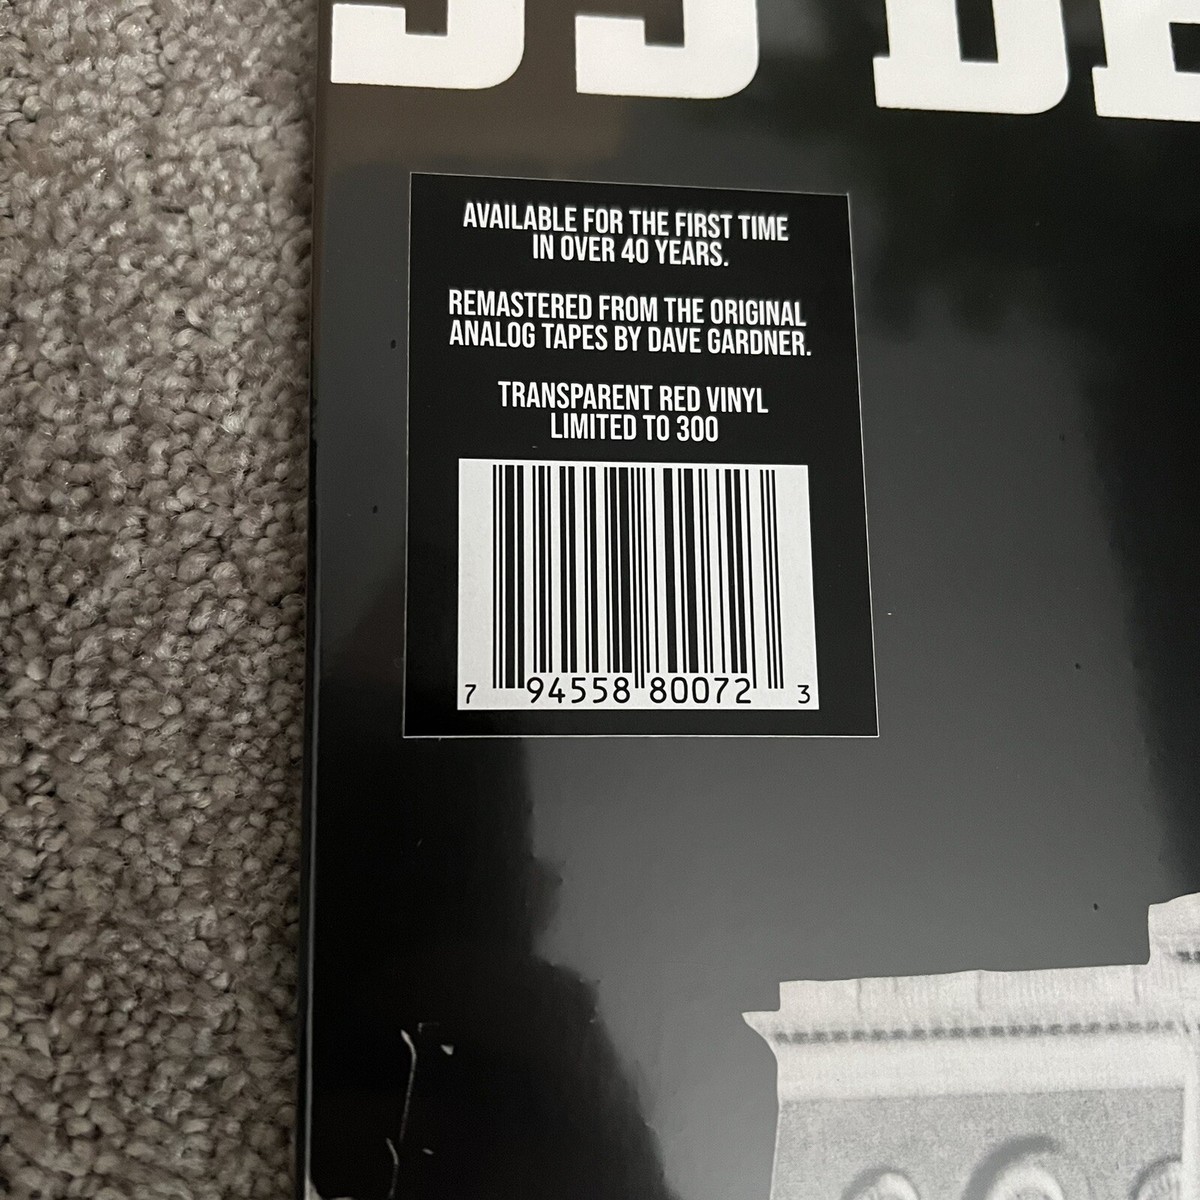 AVAILABLE FOR THE FIRST TIME
IN OVER 40 YEARS.
REMASTERED FROM THE ORIGINAL
ANALOG TAPES BY DAVE GARDNER.
TRANSPARENT RED VINYL
LIMITED TO 300
7 94558 80072 3